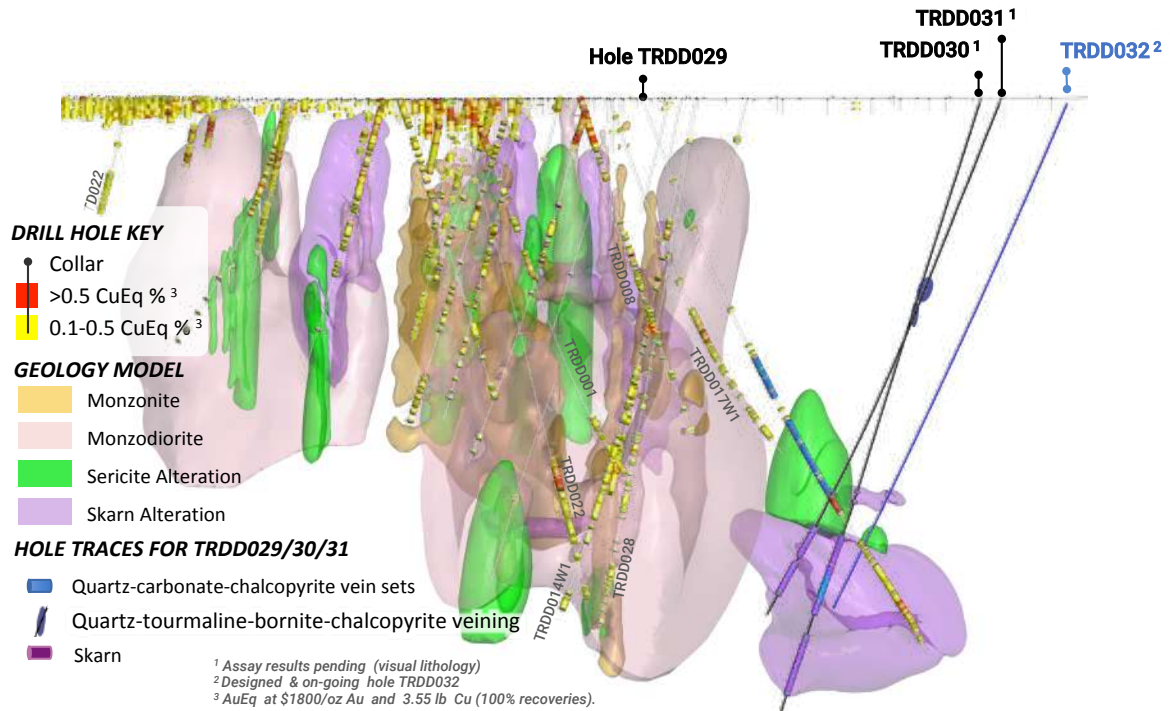 TRDD031 ¹
Hole TRDD029
TRDD030 ¹
TRDD032 ²
TRDD008
TRDD001
TRDD017W1
TRDD022
TRDD014W1
TRDD028
DRILL HOLE KEY
Collar
>0.5 CuEq % ³
0.1-0.5 CuEq % ³
GEOLOGY MODEL
Monzonite
Monzodiorite
Sericite Alteration
Skarn Alteration
HOLE TRACES FOR TRDD029/30/31
Quartz-carbonate-chalcopyrite vein sets
Quartz-tourmaline-bornite-chalcopyrite veining
Skarn
¹ Assay results pending (visual lithology)
² Designed & on-going hole TRDD032
³ AuEq at $1800/oz Au and 3.55 lb Cu (100% recoveries).